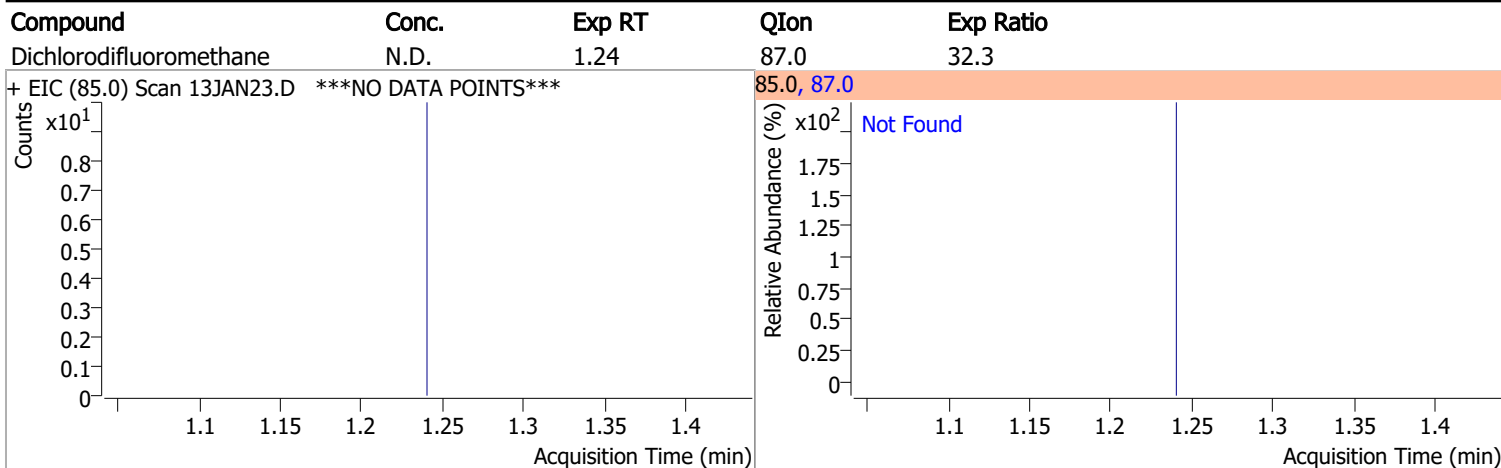 Compound Conc. Exp RT QIon Exp Ratio
Dichlorodifluoromethane N.D. 1.24 87.0 32.3
+ EIC (85.0) Scan 13JAN23.D ***NO DATA POINTS***
Counts
x10¹
0.8
0.7
0.6
0.5
0.4
0.3
0.2
0.1
0
1.1 1.15 1.2 1.25 1.3 1.35 1.4
Acquisition Time (min)
85.0, 87.0
Relative Abundance (%)
x10²
Not Found
1.75
1.5
1.25
1
0.75
0.5
0.25
0
1.1 1.15 1.2 1.25 1.3 1.35 1.4
Acquisition Time (min)